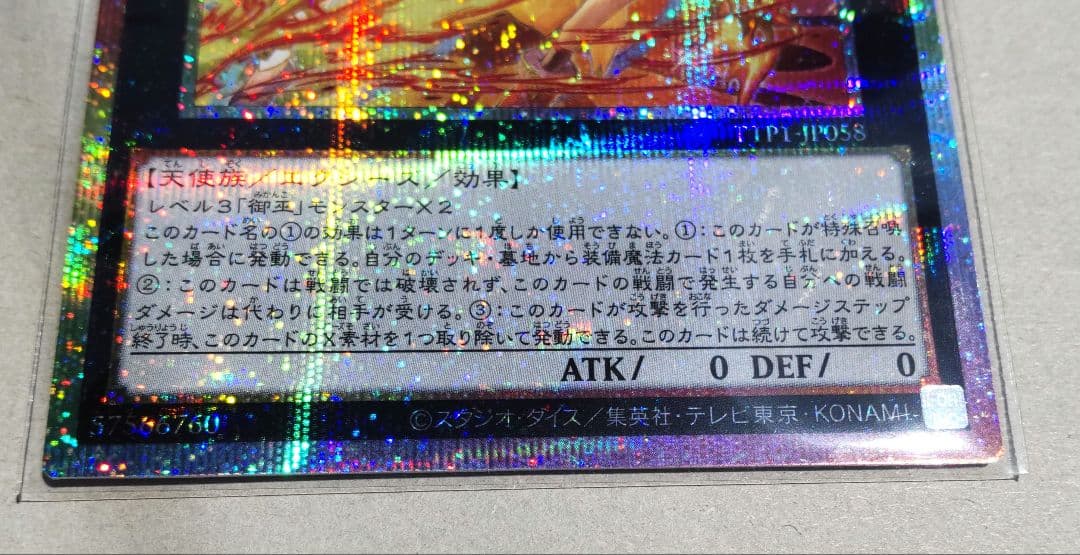 TTP1-JP058
【天使族／エクシーズ／効果】
レベル3「御巫」モンスター×2
このカード名の①の効果は1ターンに1度しか使用できない。①：このカードが特殊召喚
した場合に発動できる。自分のデッキ・墓地から装備魔法カード1枚を手札に加える。
②：このカードは戦闘では破壊されず、このカードの戦闘で発生する自分への戦闘
ダメージは代わりに相手が受ける。③：このカードが攻撃を行ったダメージステップ
終了時、このカードのX素材を1つ取り除いて発動できる。このカードは続けて攻撃できる。
ATK/ 0 DEF/ 0
©スタジオ・ダイス／集英社・テレビ東京・KONAMI